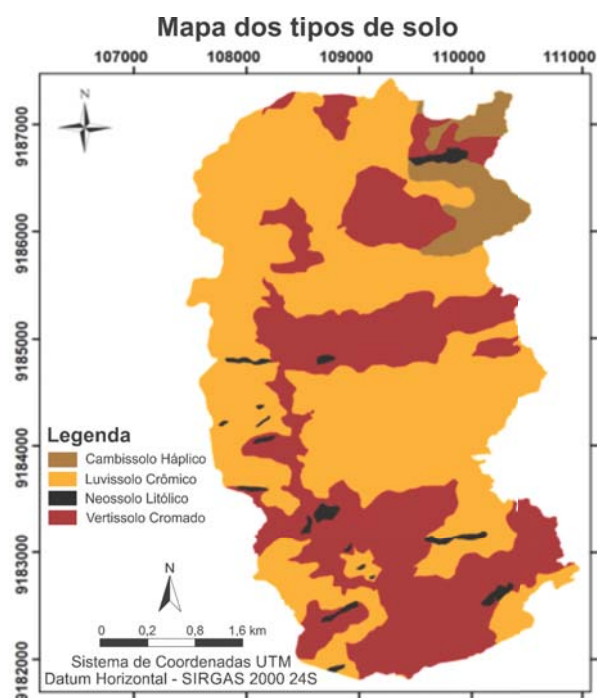 Mapa dos tipos de solo
107000 108000 109000 110000 111000
N
9187000
9186000
9185000
9184000
9183000
9182000
Legenda
Cambissolo Háplico
Luvissolo Crômico
Neossolo Litólico
Vertissolo Cromado
N
0 0,2 0,8 1,6 km
Sistema de Coordenadas UTM
Datum Horizontal - SIRGAS 2000 24S